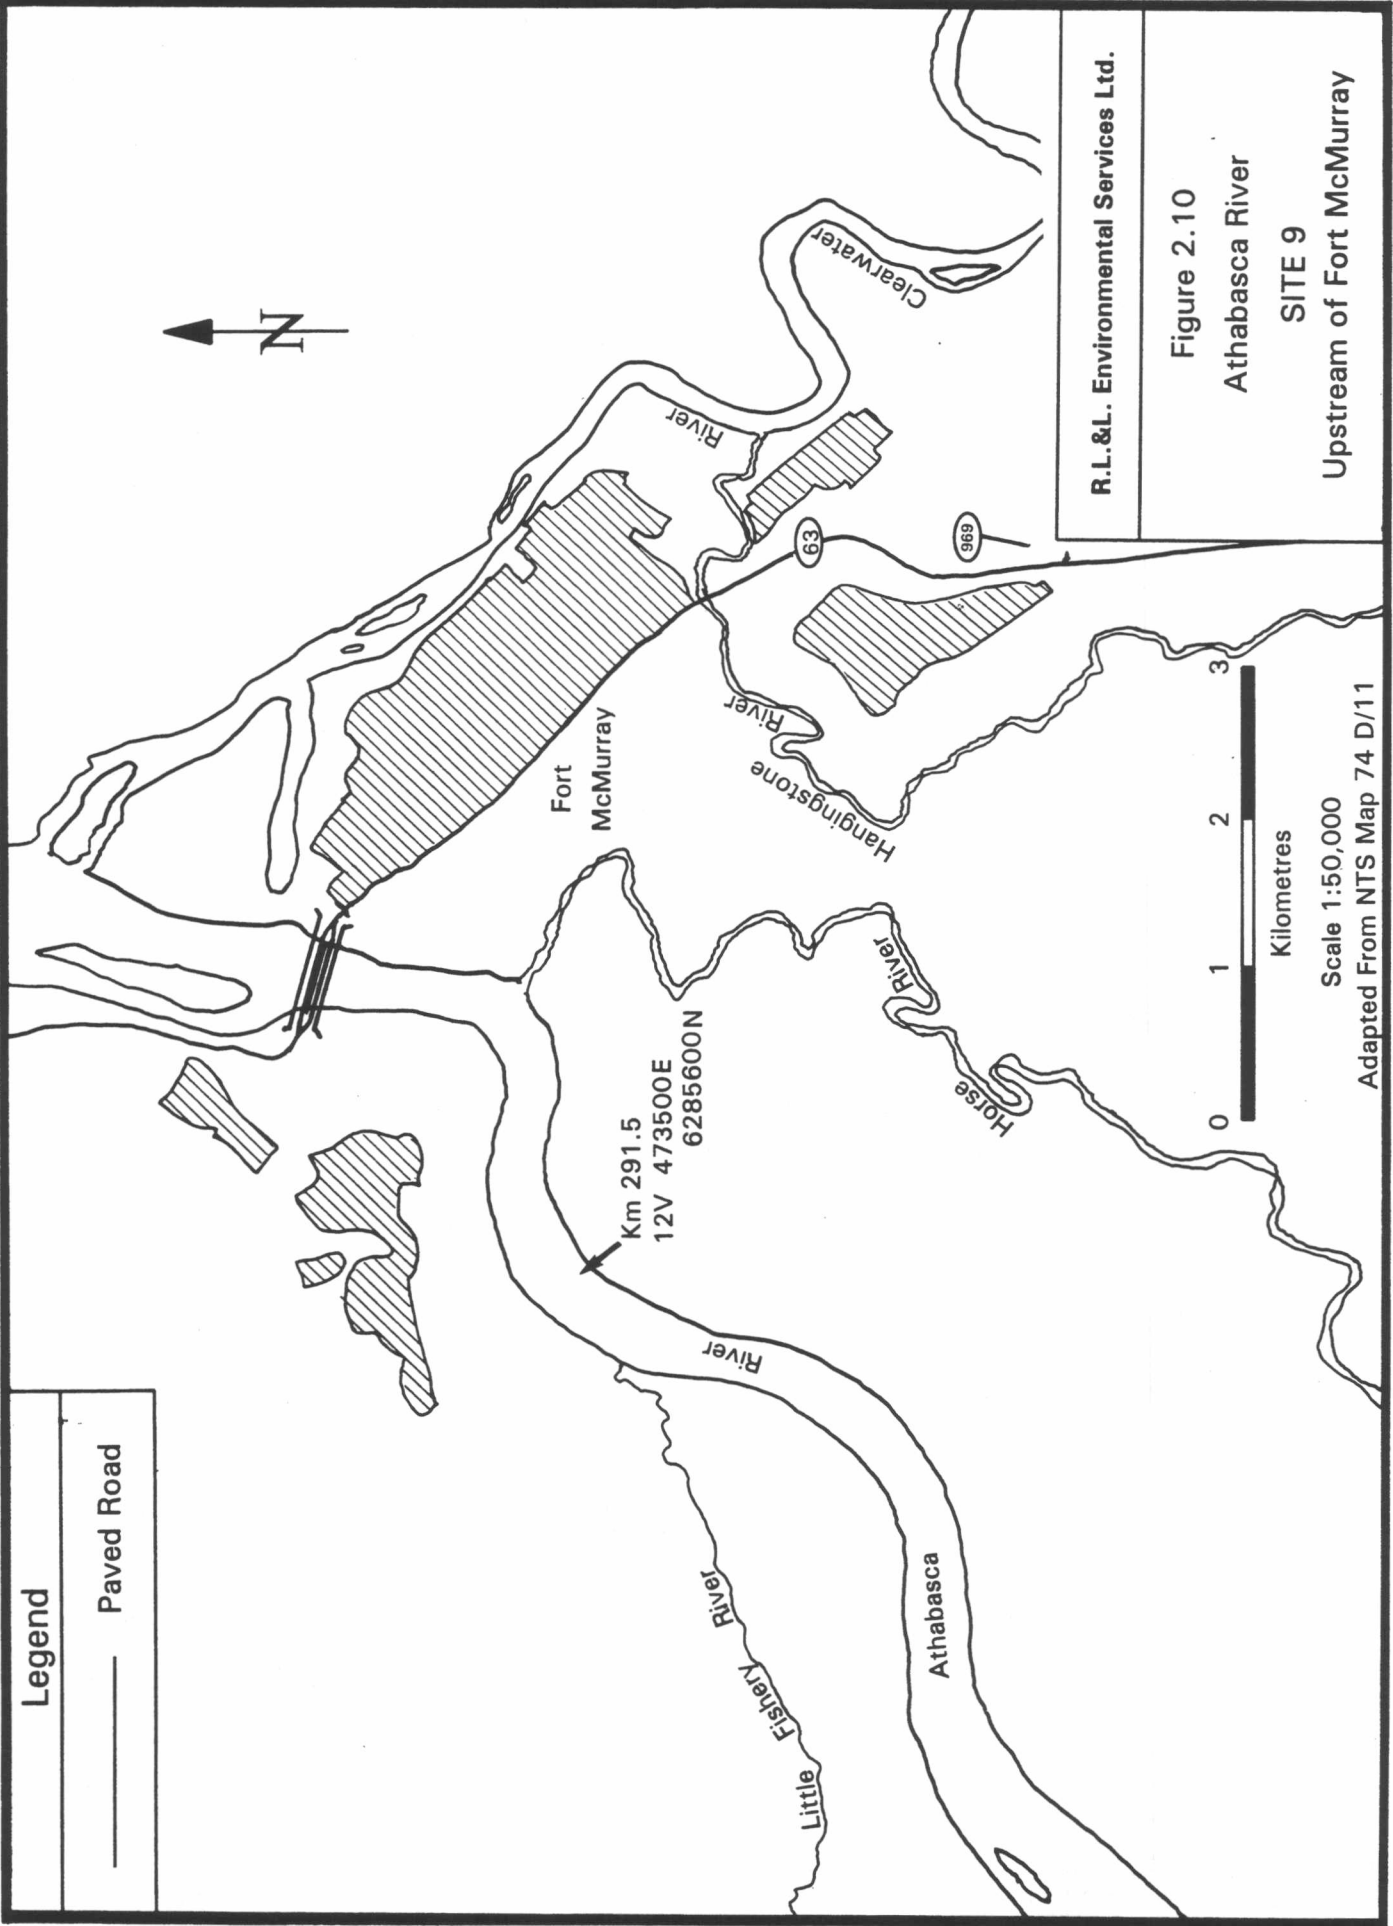 Legend
Paved Road
N
Clearwater
River
63
969
Fort
McMurray
River
Hangingstone
River
Horse
Km 291.5
12V 473500E
6285600N
River
Athabasca
Little Fishery River
0 1 2 3
Kilometres
Scale 1:50,000
Adapted From NTS Map 74 D/11
R.L.&L. Environmental Services Ltd.
Figure 2.10
Athabasca River
SITE 9
Upstream of Fort McMurray